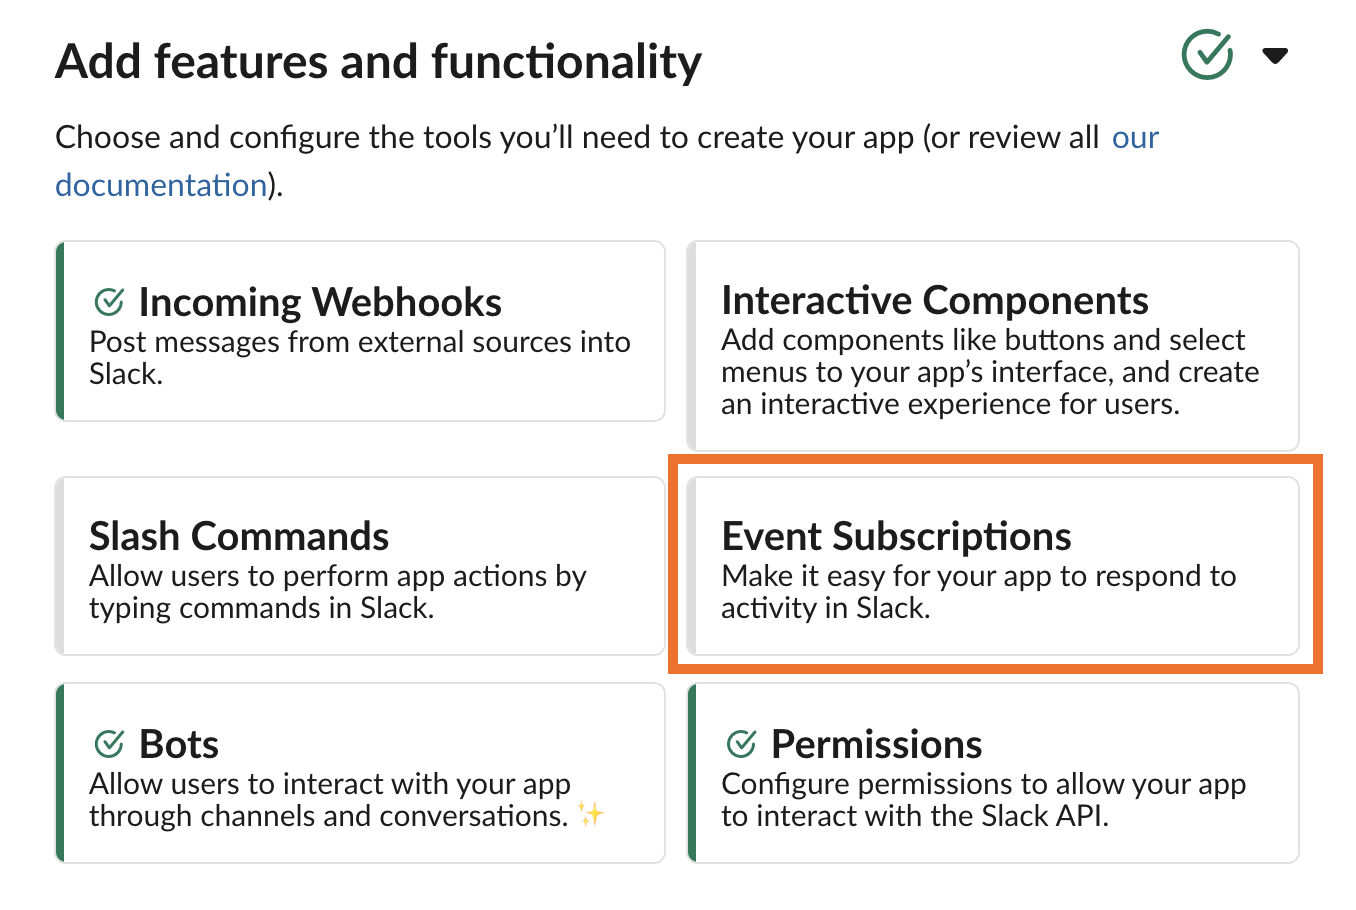 Add features and functionality
Choose and configure the tools you’ll need to create your app (or review all our
documentation).
Incoming Webhooks
Post messages from external sources into
Slack.
Interactive Components
Add components like buttons and select
menus to your app’s interface, and create
an interactive experience for users.
Slash Commands
Allow users to perform app actions by
typing commands in Slack.
Event Subscriptions
Make it easy for your app to respond to
activity in Slack.
Bots
Allow users to interact with your app
through channels and conversations. ✨
Permissions
Configure permissions to allow your app
to interact with the Slack API.